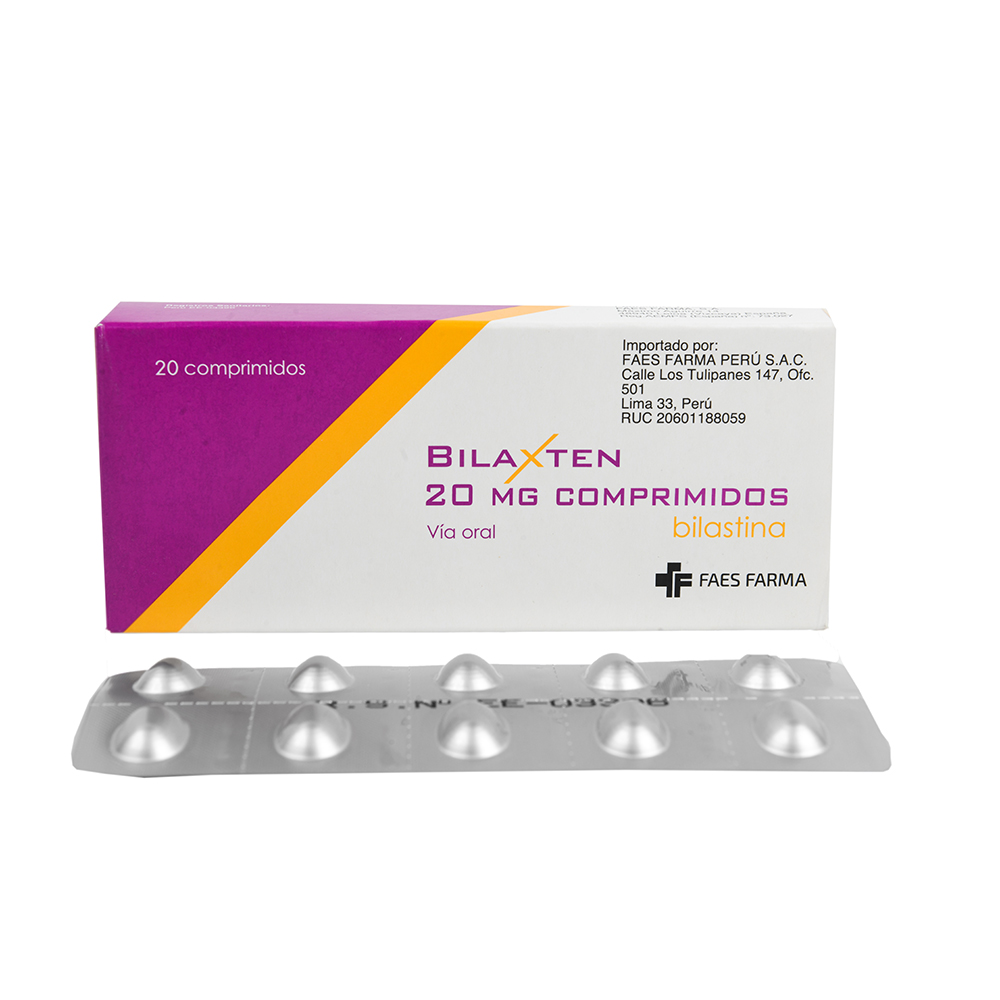 20 comprimidos
Importado por:
FAES FARMA PERÚ S.A.C.
Calle Los Tulipanes 147, Ofc.
501
Lima 33, Perú
RUC 20601188059
BILAXTEN
20 MG COMPRIMIDOS
Vía oral
bilastina
FAES FARMA